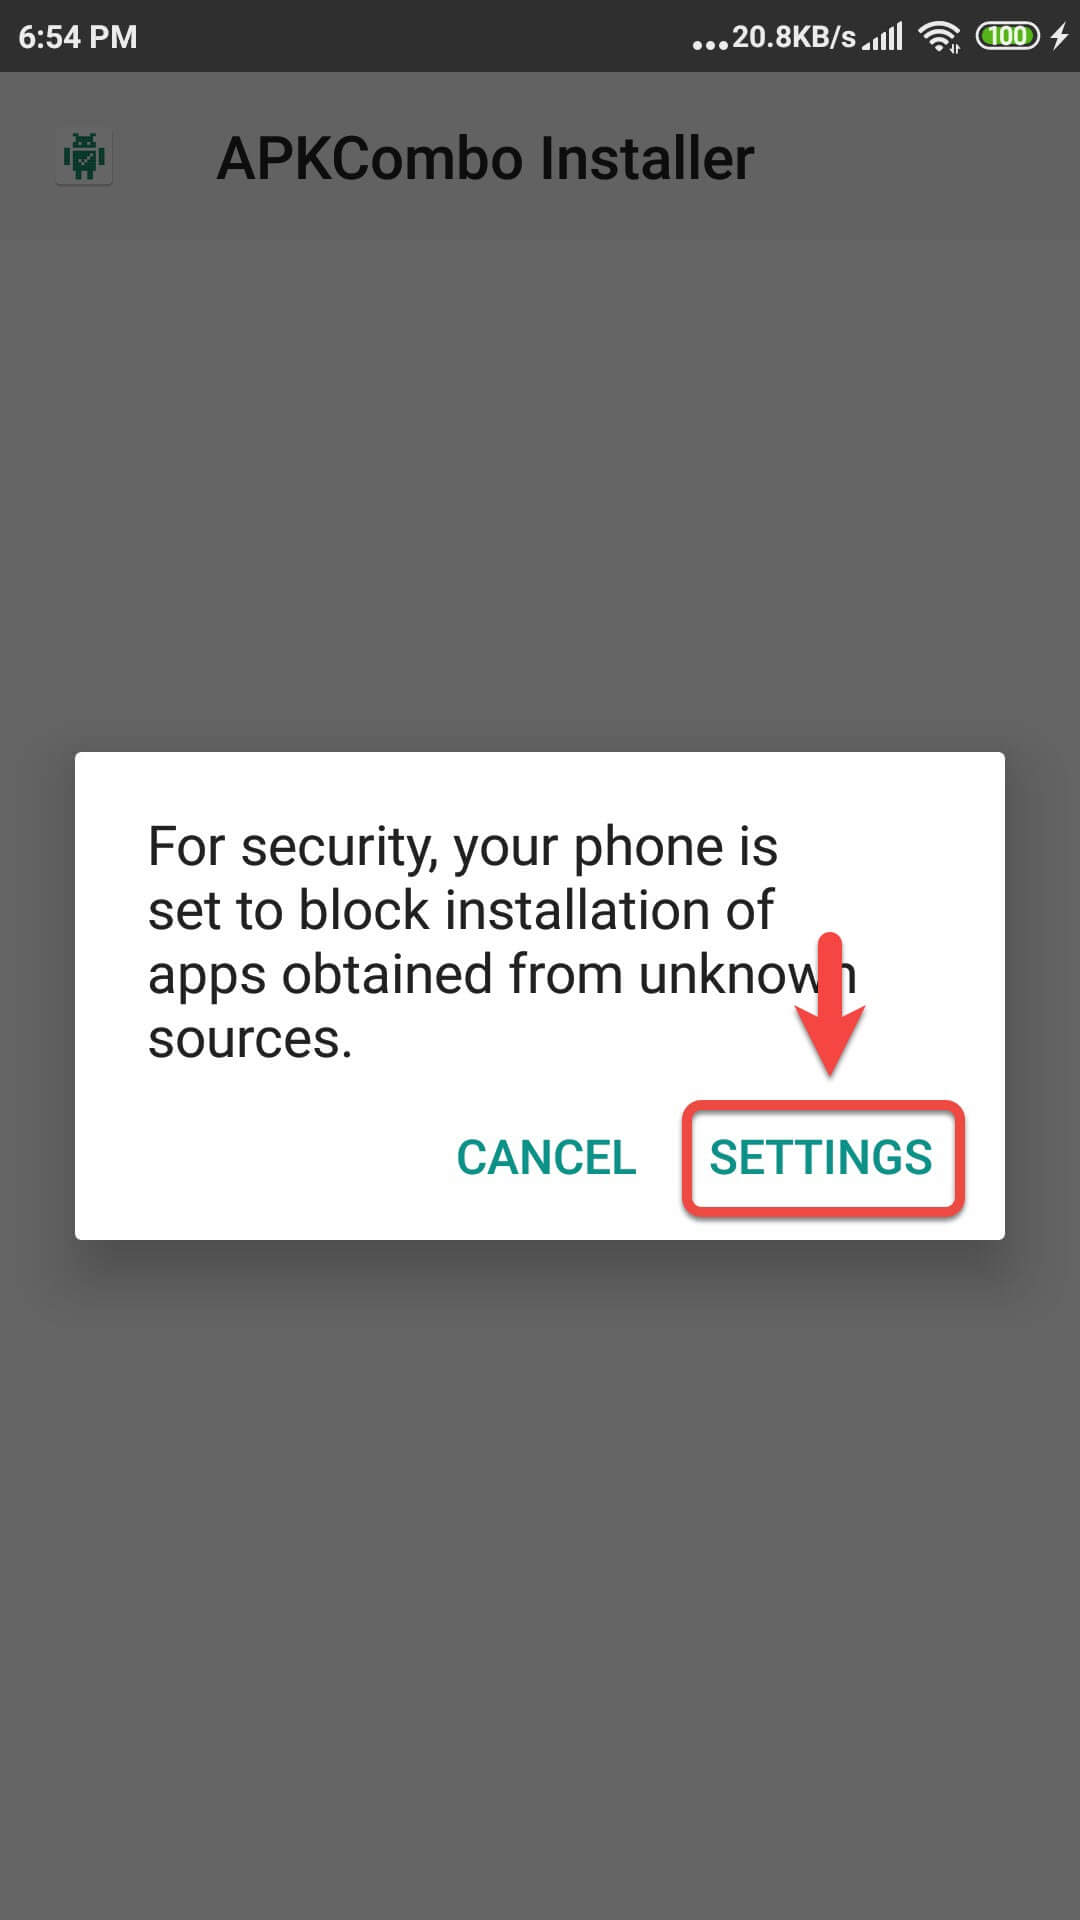 6:54 PM
...20.8KB/s
100
APKCombo Installer
For security, your phone is
set to block installation of
apps obtained from unknown
sources.
CANCEL
SETTINGS